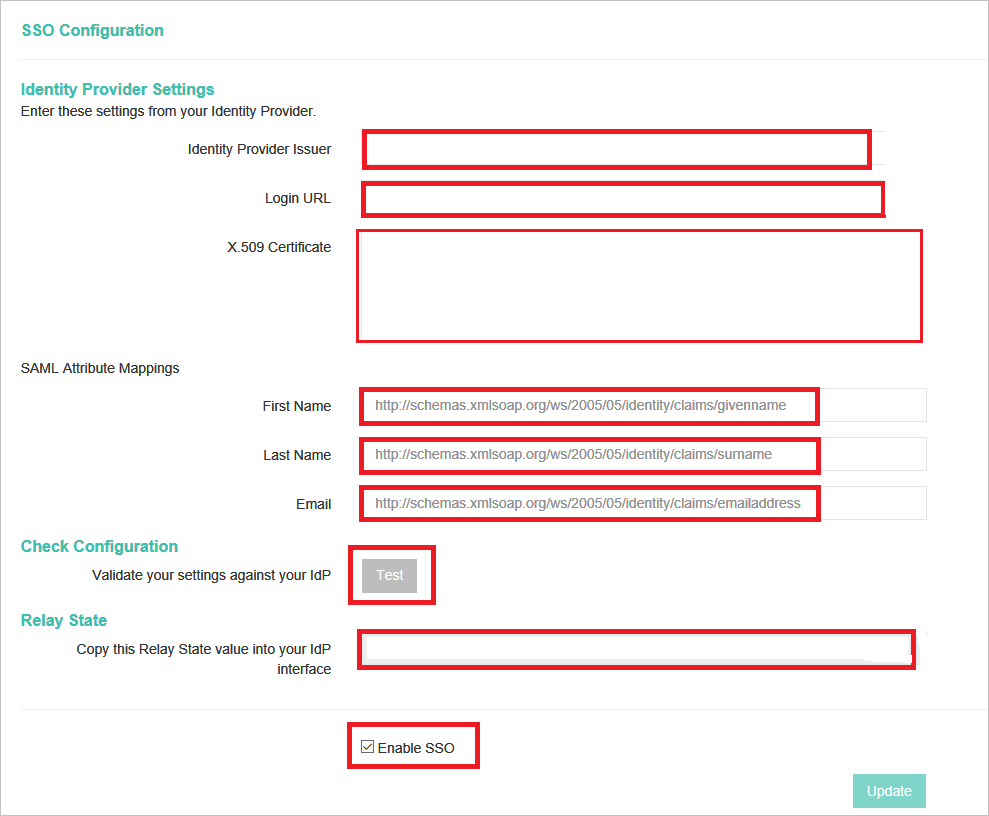 SSO Configuration
Identity Provider Settings
Enter these settings from your Identity Provider.
Identity Provider Issuer
Login URL
X.509 Certificate
SAML Attribute Mappings
First Name http://schemas.xmlsoap.org/ws/2005/05/identity/claims/givenname
Last Name http://schemas.xmlsoap.org/ws/2005/05/identity/claims/surname
Email http://schemas.xmlsoap.org/ws/2005/05/identity/claims/emailaddress
Check Configuration
Validate your settings against your IdP Test
Relay State
Copy this Relay State value into your IdP
interface
Enable SSO
Update